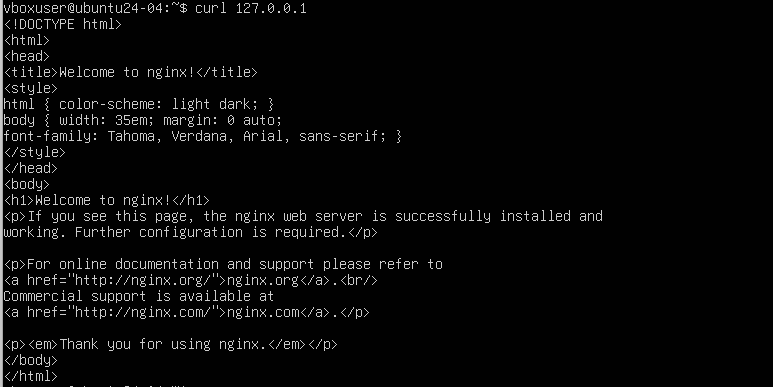 vboxuser@ubuntu24-04:~$ curl 127.0.0.1
<!DOCTYPE html>
<html>
<head>
<title>Welcome to nginx!</title>
<style>
html { color-scheme: light dark; }
body { width: 35em; margin: 0 auto;
font-family: Tahoma, Verdana, Arial, sans-serif; }
</style>
</head>
<body>
<h1>Welcome to nginx!</h1>
<p>If you see this page, the nginx web server is successfully installed and
working. Further configuration is required.</p>

<p>For online documentation and support please refer to
<a href="http://nginx.org/">nginx.org</a>.<br/>
Commercial support is available at
<a href="http://nginx.com/">nginx.com</a>.</p>

<p><em>Thank you for using nginx.</em></p>
</body>
</html>